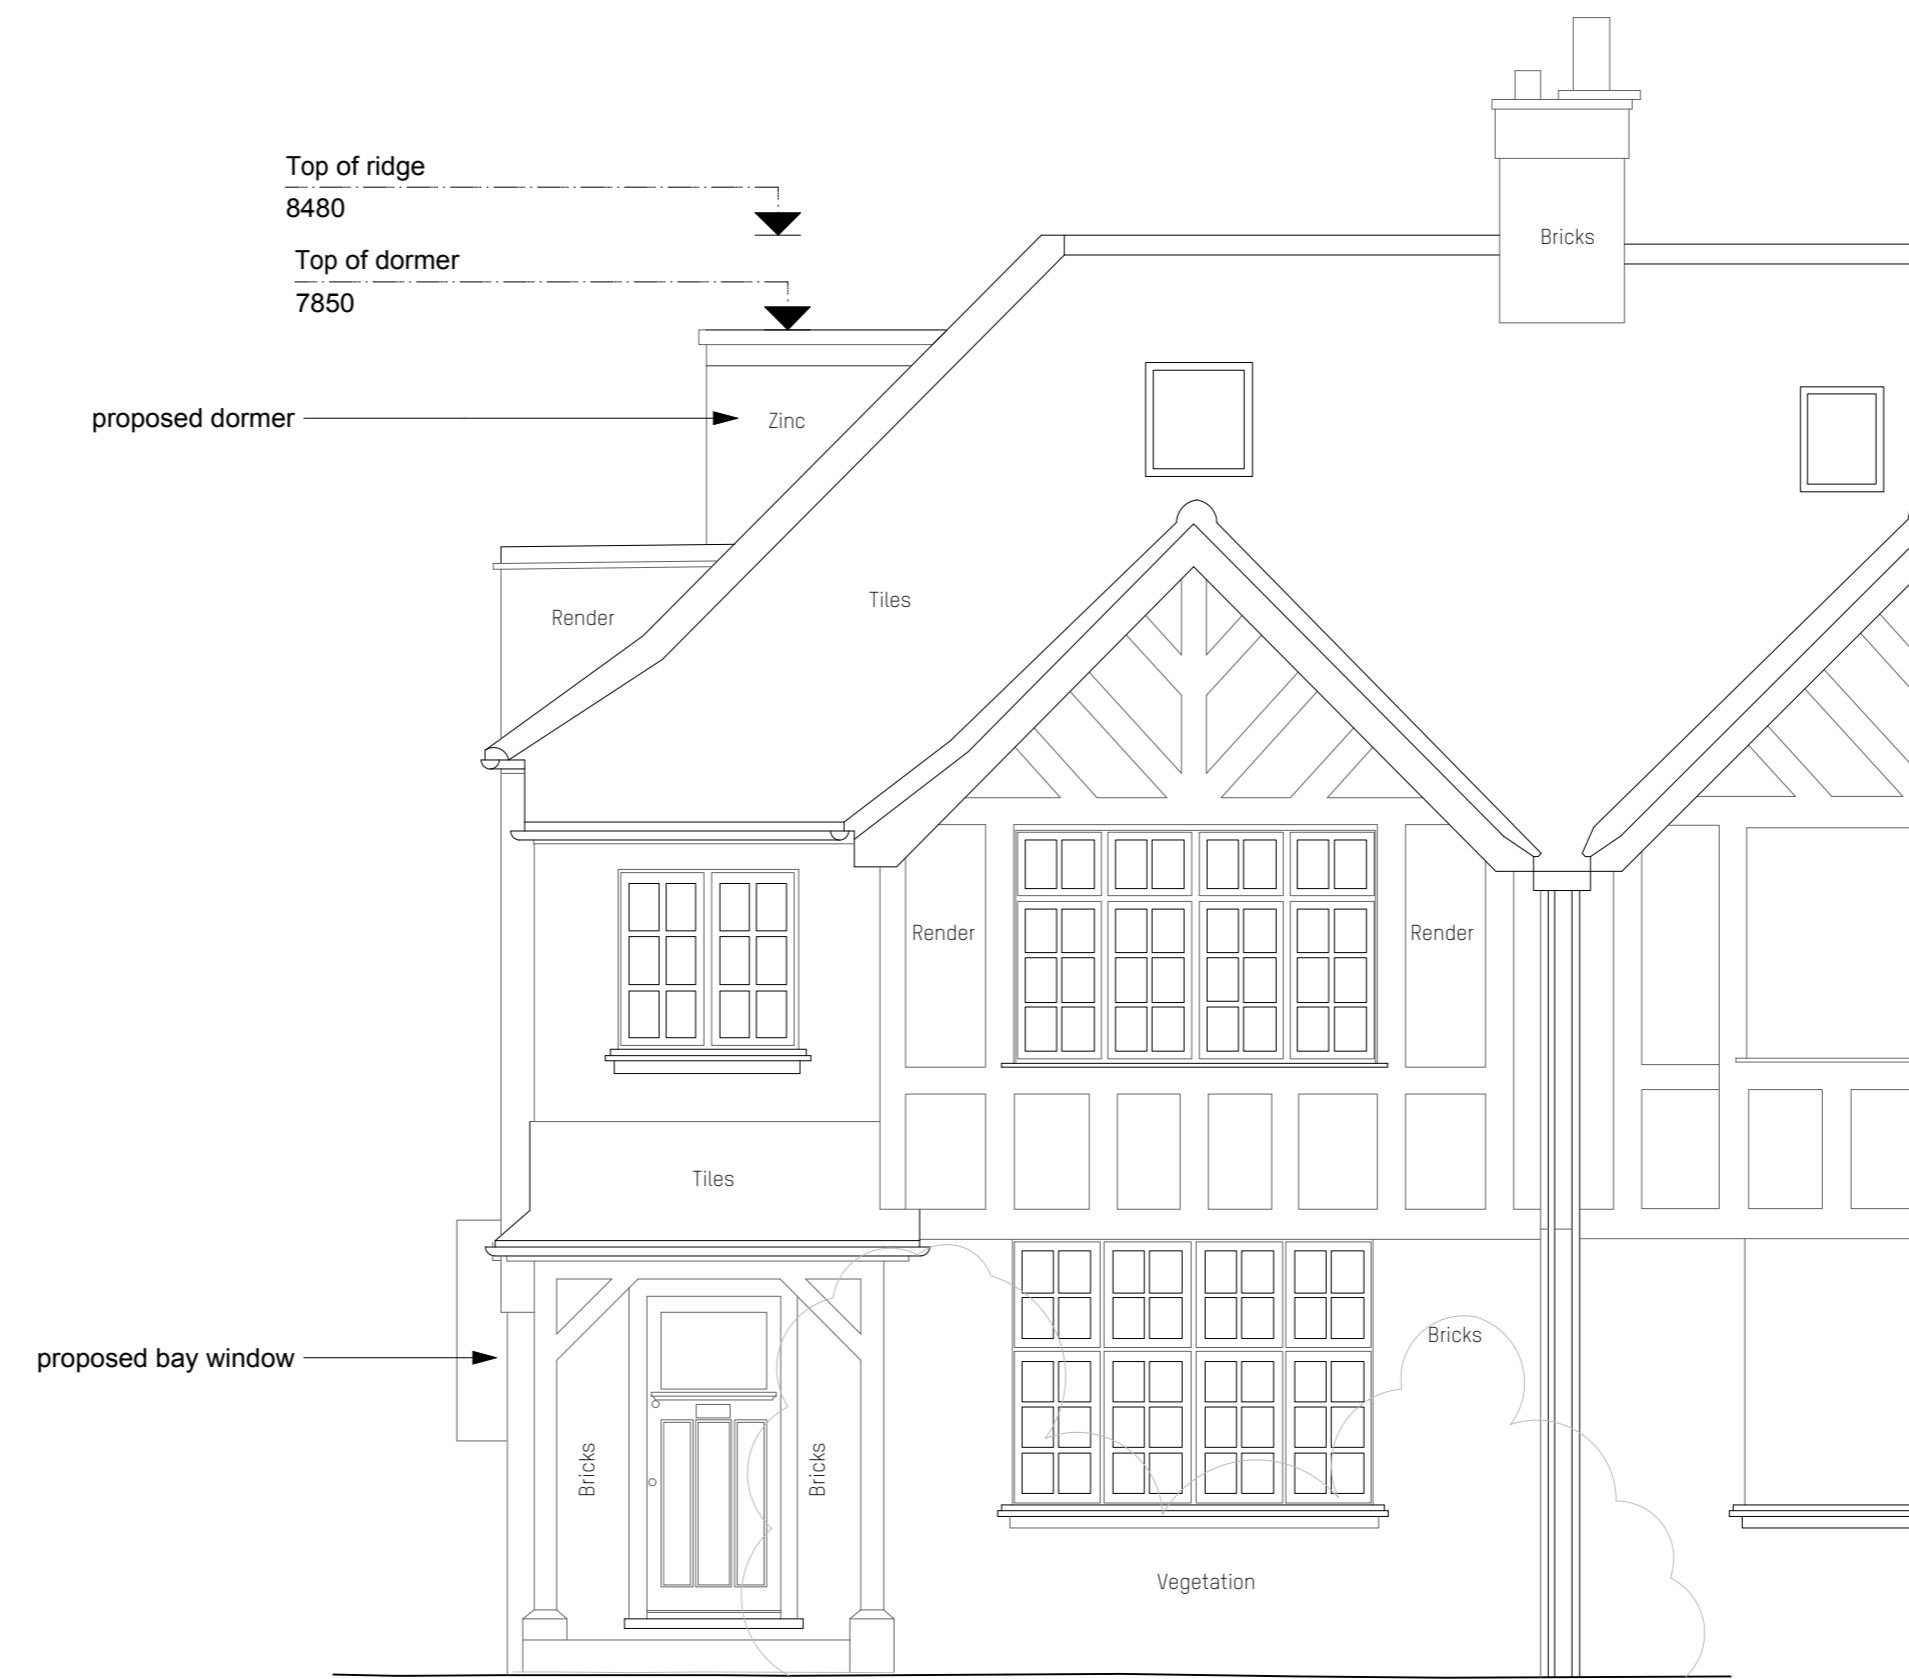 Top of ridge
8480
Bricks
Top of dormer
7850
proposed dormer
Zinc
Tiles
Render
Render
Render
Tiles
Bricks
proposed bay window
Bricks
Bricks
Vegetation